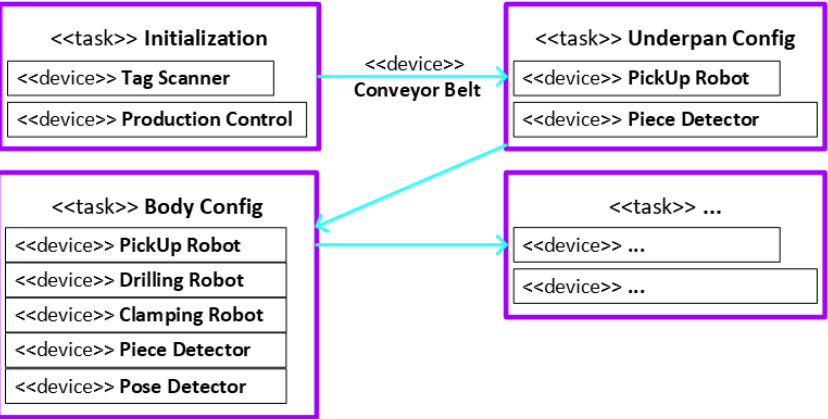 <<task>> Initialization
<<device>> Tag Scanner
<<device>> Production Control
<<device>>
Conveyor Belt
<<task>> Underpan Config
<<device>> PickUp Robot
<<device>> Piece Detector
<<task>> Body Config
<<device>> PickUp Robot
<<device>> Drilling Robot
<<device>> Clamping Robot
<<device>> Piece Detector
<<device>> Pose Detector
<<task>> ...
<<device>> ...
<<device>> ...